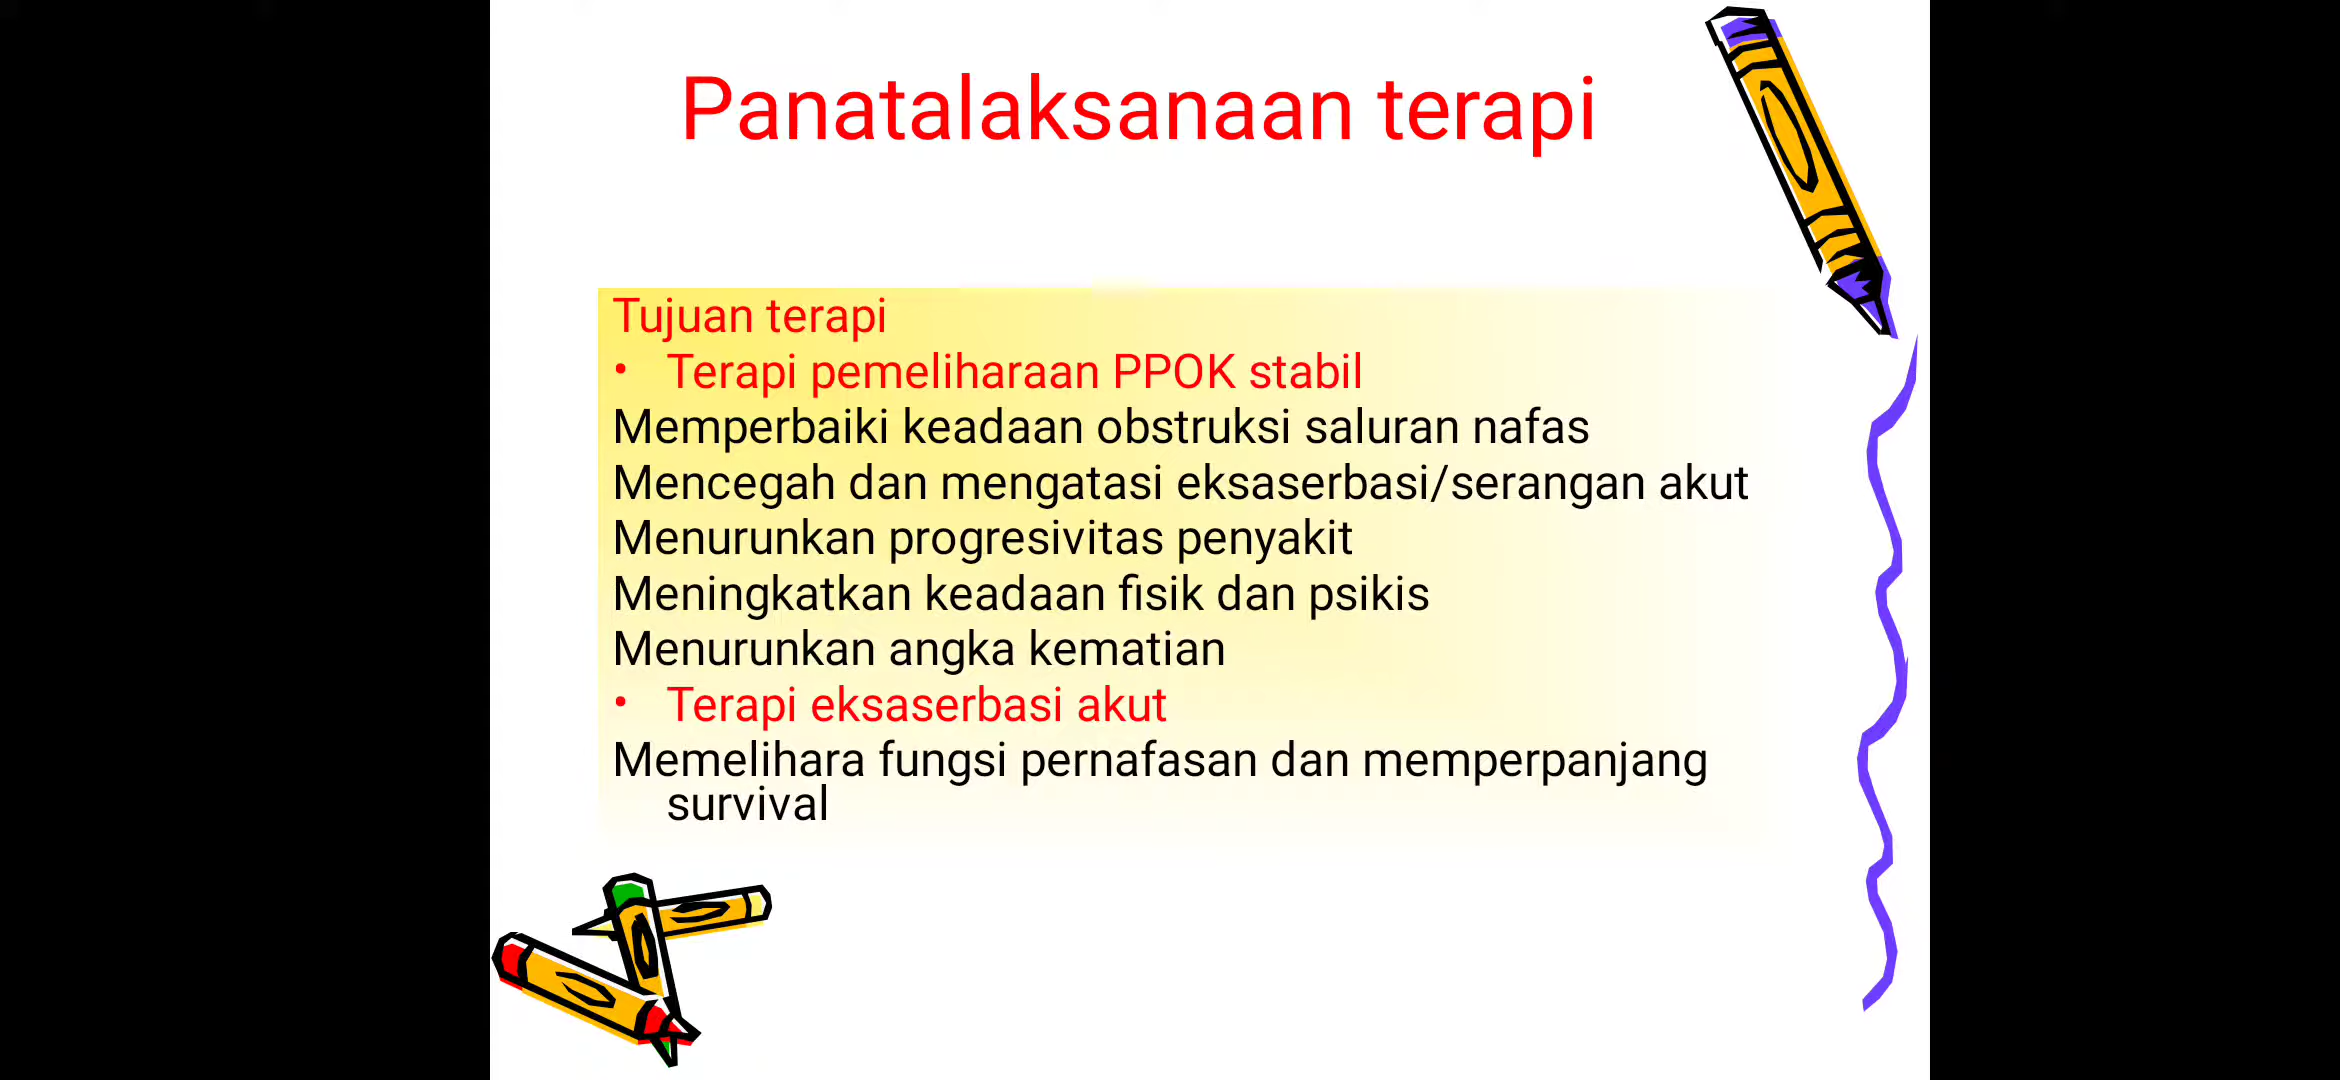 Panatalaksanaan terapi
Tujuan terapi
• Terapi pemeliharaan PPOK stabil
Memperbaiki keadaan obstruksi saluran nafas
Mencegah dan mengatasi eksaserbasi/serangan akut
Menurunkan progresivitas penyakit
Meningkatkan keadaan fisik dan psikis
Menurunkan angka kematian
• Terapi eksaserbasi akut
Memelihara fungsi pernafasan dan memperpanjang
survival